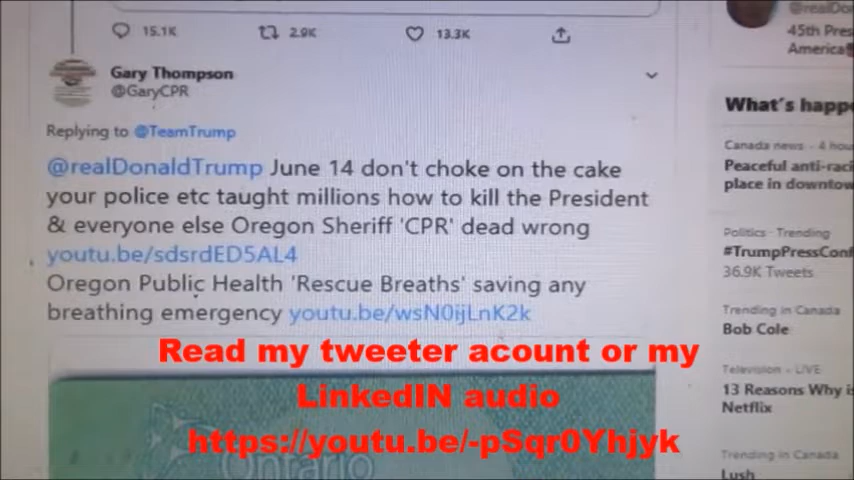 15.1K 2.9K 13.3K
Gary Thompson
@GaryCPR
Replying to @TeamTrump
@realDonaldTrump June 14 don't choke on the cake
your police etc taught millions how to kill the President
& everyone else Oregon Sheriff 'CPR' dead wrong
youtu.be/sdsrdED5AL4
Oregon Public Health 'Rescue Breaths' saving any
breathing emergency youtu.be/wsN0ijLnK2k
Read my tweeter acount or my
LinkedIN audio
https://youtu.be/-pSqr0Yhjyk
Ontario
45th Pres
America
What's happe
Canada news · 4 hou
Peaceful anti-raci
place in downtow
Politics · Trending
#TrumpPressConf
36.9K Tweets
Trending in Canada
Bob Cole
Television · LIVE
13 Reasons Why i
Netflix
Trending in Canada
Lush